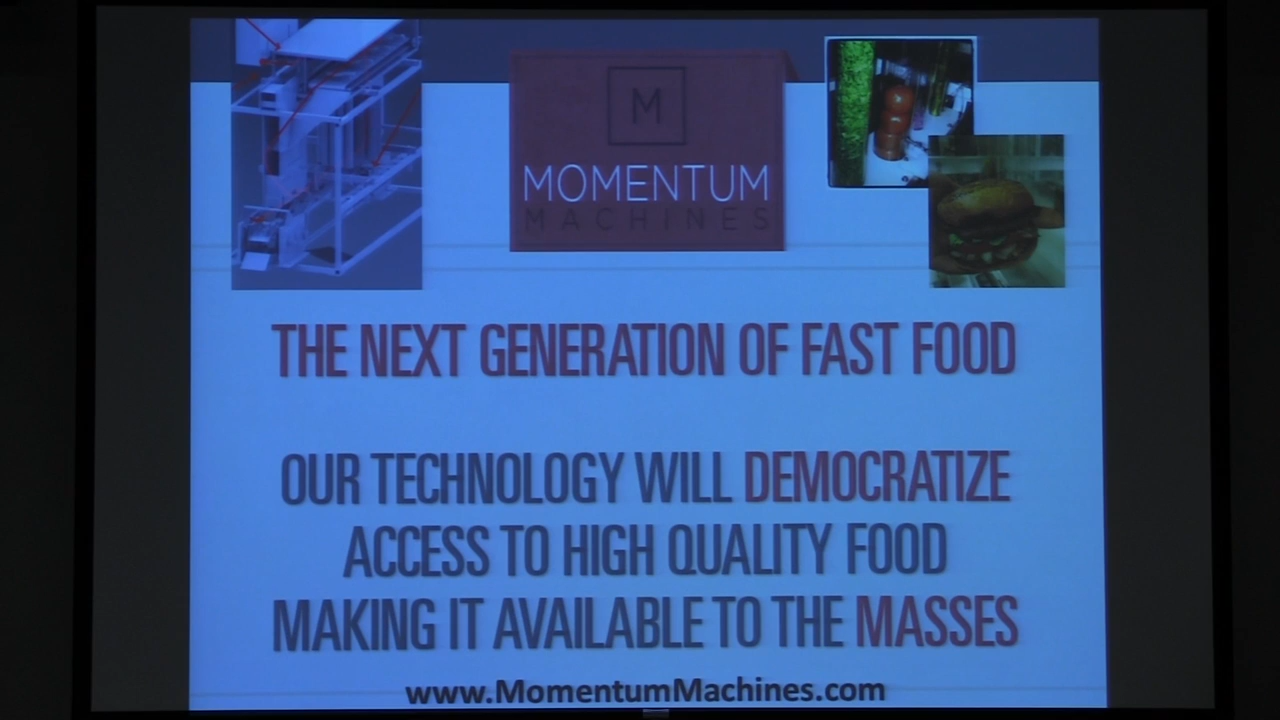 M
MOMENTUM
MACHINES
THE NEXT GENERATION OF FAST FOOD
OUR TECHNOLOGY WILL DEMOCRATIZE
ACCESS TO HIGH QUALITY FOOD
MAKING IT AVAILABLE TO THE MASSES
www.MomentumMachines.com